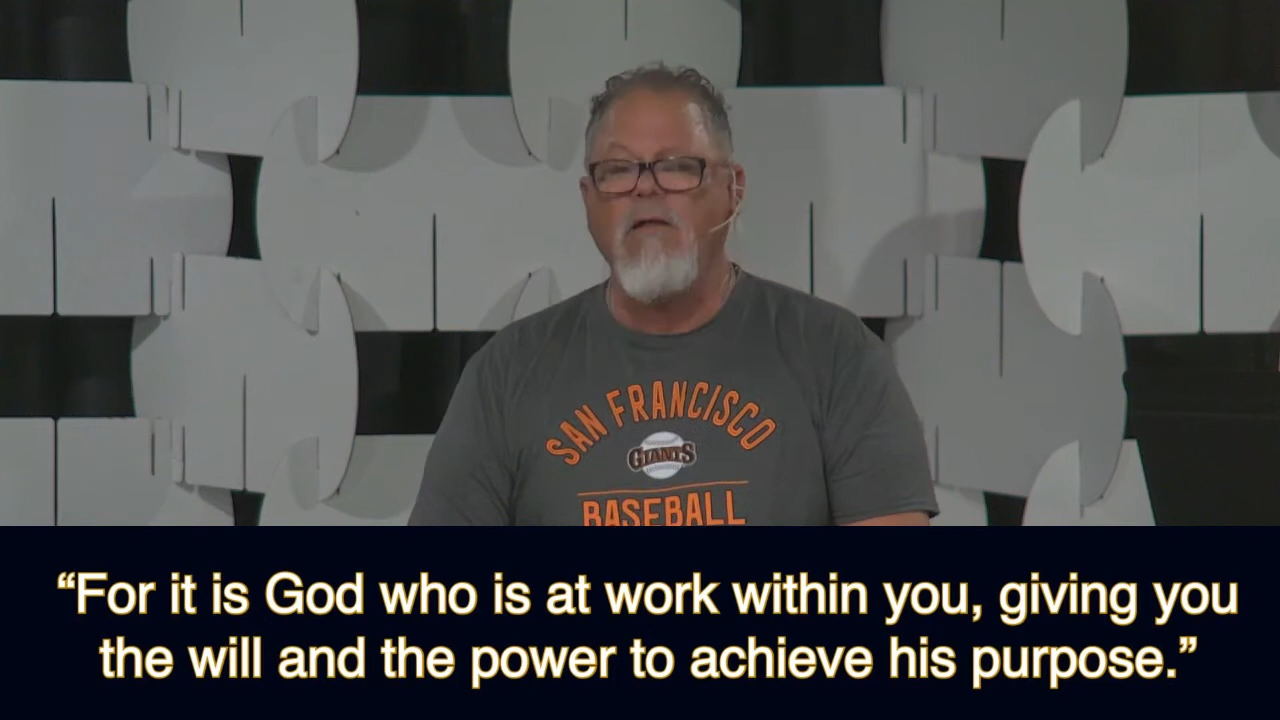 SAN FRANCISCO
GIANTS
BASEBALL
“For it is God who is at work within you, giving you
the will and the power to achieve his purpose.”